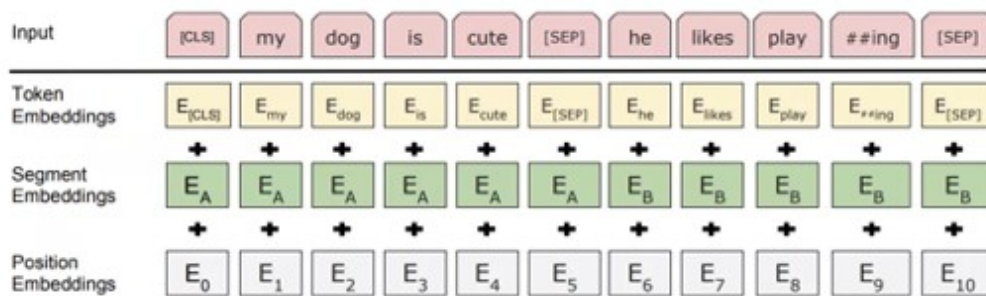 Input [CLS] my dog is cute [SEP] he likes play ##ing [SEP]
Token Embeddings E[CLS] Emy Edog Eis Ecute E[SEP] Ehe Elikes Eplay E##ing E[SEP]
+ + + + + + + + + + +
Segment Embeddings EA EA EA EA EA EA EB EB EB EB EB
+ + + + + + + + + + +
Position Embeddings E0 E1 E2 E3 E4 E5 E6 E7 E8 E9 E10